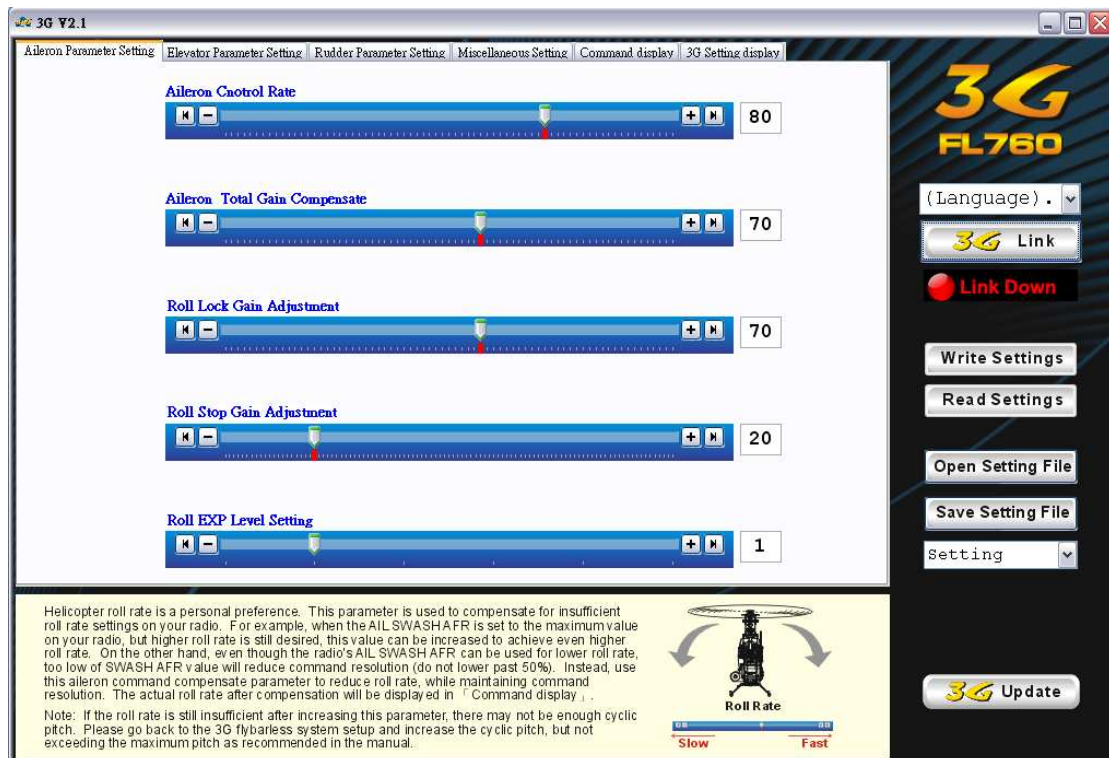 3G V2.1
Aileron Parameter Setting Elevator Parameter Setting Rudder Parameter Setting Miscellaneous Setting Command display 3G Setting display
Aileron Cnotrol Rate
80
Aileron Total Gain Compensate
70
Roll Lock Gain Adjustment
70
Roll Stop Gain Adjustment
20
Roll EXP Level Setting
1
3G
FL760
(Language).
3G Link
Link Down
Write Settings
Read Settings
Open Setting File
Save Setting File
Setting
3G Update
Helicopter roll rate is a personal preference. This parameter is used to compensate for insufficient
roll rate settings on your radio. For example, when the AIL SWASH AFR is set to the maximum value
on your radio, but higher roll rate is still desired, this value can be increased to achieve even higher
roll rate. On the other hand, even though the radio's AIL SWASH AFR can be used for lower roll rate,
too low of SWASH AFR value will reduce command resolution (do not lower past 50%). Instead, use
this aileron command compensate parameter to reduce roll rate, while maintaining command
resolution. The actual roll rate after compensation will be displayed in 「Command display」.
Note: If the roll rate is still insufficient after increasing this parameter, there may not be enough cyclic
pitch. Please go back to the 3G flybarless system setup and increase the cyclic pitch, but not
exceeding the maximum pitch as recommended in the manual.
Roll Rate
Slow Fast